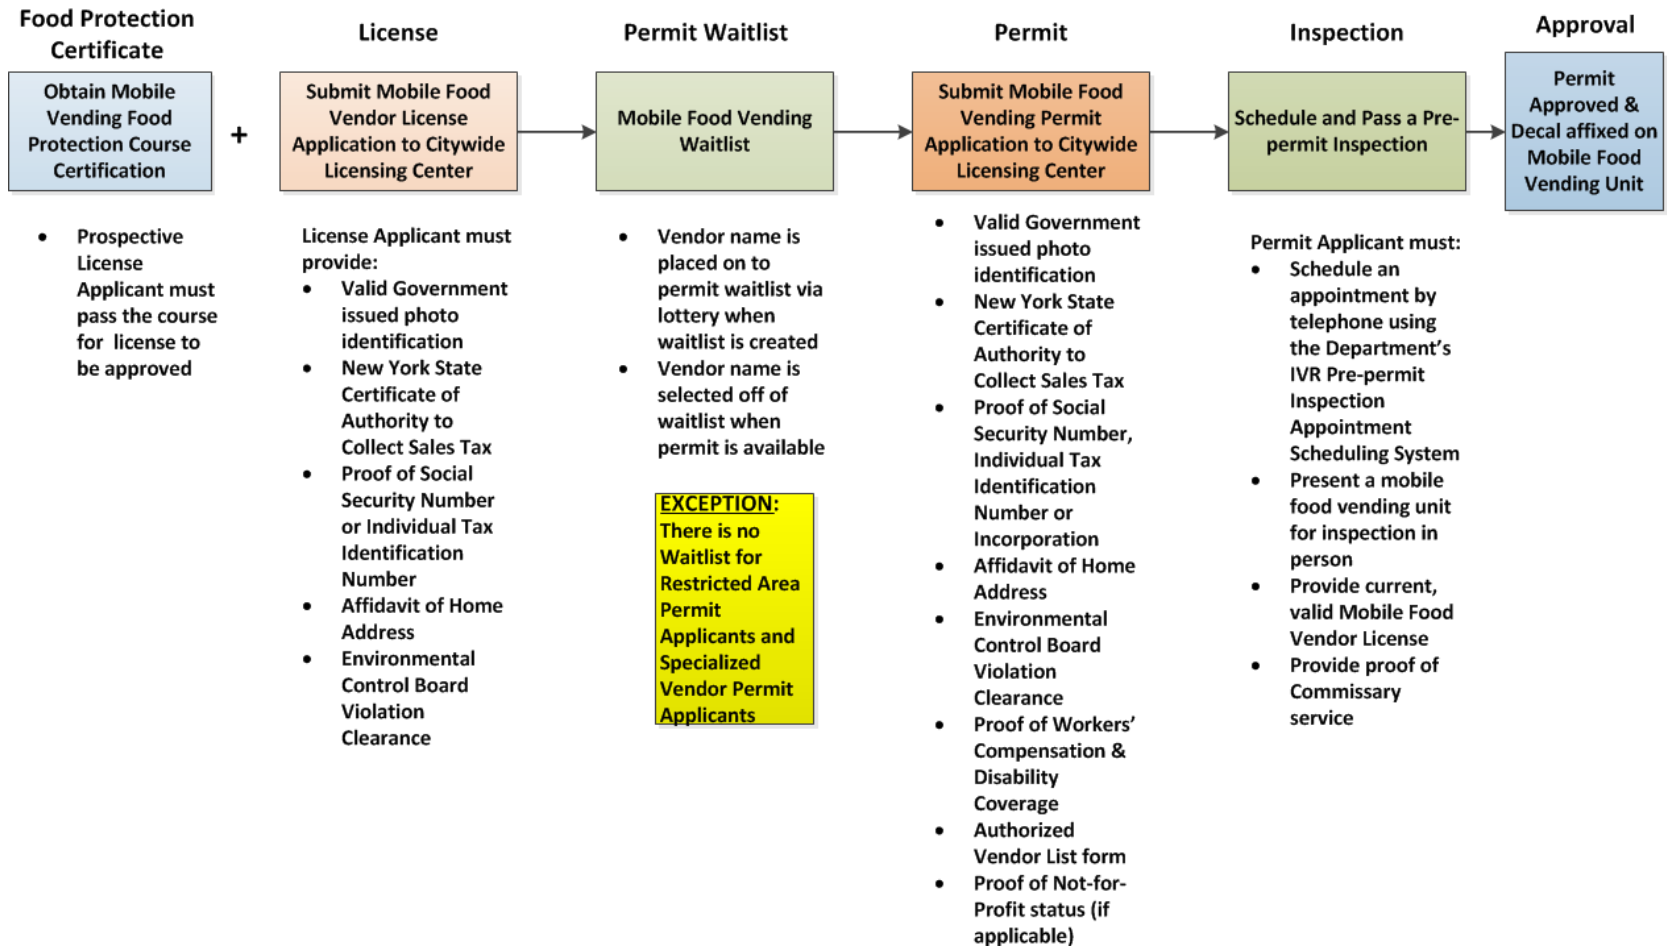 Food Protection
Certificate
Obtain Mobile
Vending Food
Protection Course
Certification
• Prospective
License
Applicant must
pass the course
for license to
be approved
+
License
Submit Mobile Food
Vendor License
Application to Citywide
Licensing Center
License Applicant must
provide:
• Valid Government
issued photo
identification
• New York State
Certificate of
Authority to
Collect Sales Tax
• Proof of Social
Security Number
or Individual Tax
Identification
Number
• Affidavit of Home
Address
• Environmental
Control Board
Violation
Clearance
Permit Waitlist
Mobile Food Vending
Waitlist
• Vendor name is
placed on to
permit waitlist via
lottery when
waitlist is created
• Vendor name is
selected off of
waitlist when
permit is available
EXCEPTION:
There is no
Waitlist for
Restricted Area
Permit
Applicants and
Specialized
Vendor Permit
Applicants
Permit
Submit Mobile Food
Vending Permit
Application to Citywide
Licensing Center
• Valid Government
issued photo
identification
• New York State
Certificate of
Authority to
Collect Sales Tax
• Proof of Social
Security Number,
Individual Tax
Identification
Number or
Incorporation
• Affidavit of Home
Address
• Environmental
Control Board
Violation
Clearance
• Proof of Workers’
Compensation &
Disability
Coverage
• Authorized
Vendor List form
• Proof of Not-for-
Profit status (if
applicable)
Inspection
Schedule and Pass a Pre-
permit Inspection
Permit Applicant must:
• Schedule an
appointment by
telephone using
the Department’s
IVR Pre-permit
Inspection
Appointment
Scheduling System
• Present a mobile
food vending unit
for inspection in
person
• Provide current,
valid Mobile Food
Vendor License
• Provide proof of
Commissary
service
Approval
Permit
Approved &
Decal affixed on
Mobile Food
Vending Unit